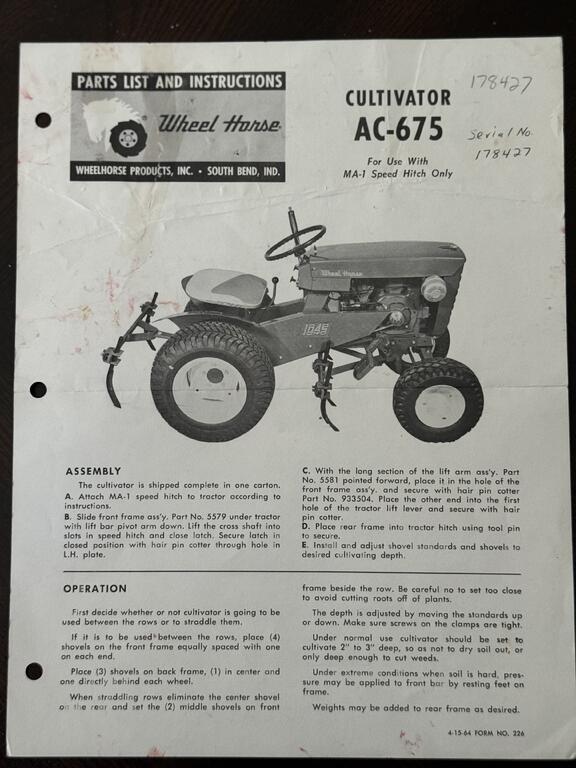 PARTS LIST AND INSTRUCTIONS
Wheel Horse
WHEELHORSE PRODUCTS, INC. • SOUTH BEND, IND.
CULTIVATOR
AC-675
For Use With
MA-1 Speed Hitch Only
178427
Serial No.
178427
Wheel Horse
1045
ASSEMBLY
The cultivator is shipped complete in one carton.
A. Attach MA-1 speed hitch to tractor according to
instructions.
B. Slide front frame ass'y. Part No. 5579 under tractor
with lift bar pivot arm down. Lift the cross shaft into
slots in speed hitch and close latch. Secure latch in
closed position with hair pin cotter through hole in
L.H. plate.
C. With the long section of the lift arm ass'y. Part
No. 5581 pointed forward, place it in the hole of the
front frame ass'y. and secure with hair pin cotter
Part No. 933504. Place the other end into the first
hole of the tractor lift lever and secure with hair
pin cotter.
D. Place rear frame into tractor hitch using tool pin
to secure.
E. Install and adjust shovel standards and shovels to
desired cultivating depth.
OPERATION
First decide whether or not cultivator is going to be
used between the rows or to straddle them.
If it is to be used between the rows, place (4)
shovels on the front frame equally spaced with one
on each end.
Place (3) shovels on back frame, (1) in center and
one directly behind each wheel.
When straddling rows eliminate the center shovel
on the rear and set the (2) middle shovels on front
frame beside the row. Be careful no to set too close
to avoid cutting roots off of plants.
The depth is adjusted by moving the standards up
or down. Make sure screws on the clamps are tight.
Under normal use cultivator should be set to
cultivate 2" to 3" deep, so as not to dry soil out, or
only deep enough to cut weeds.
Under extreme conditions when soil is hard, pres-
sure may be applied to front bar by resting feet on
frame.
Weights may be added to rear frame as desired.
4-15-64 FORM NO. 226